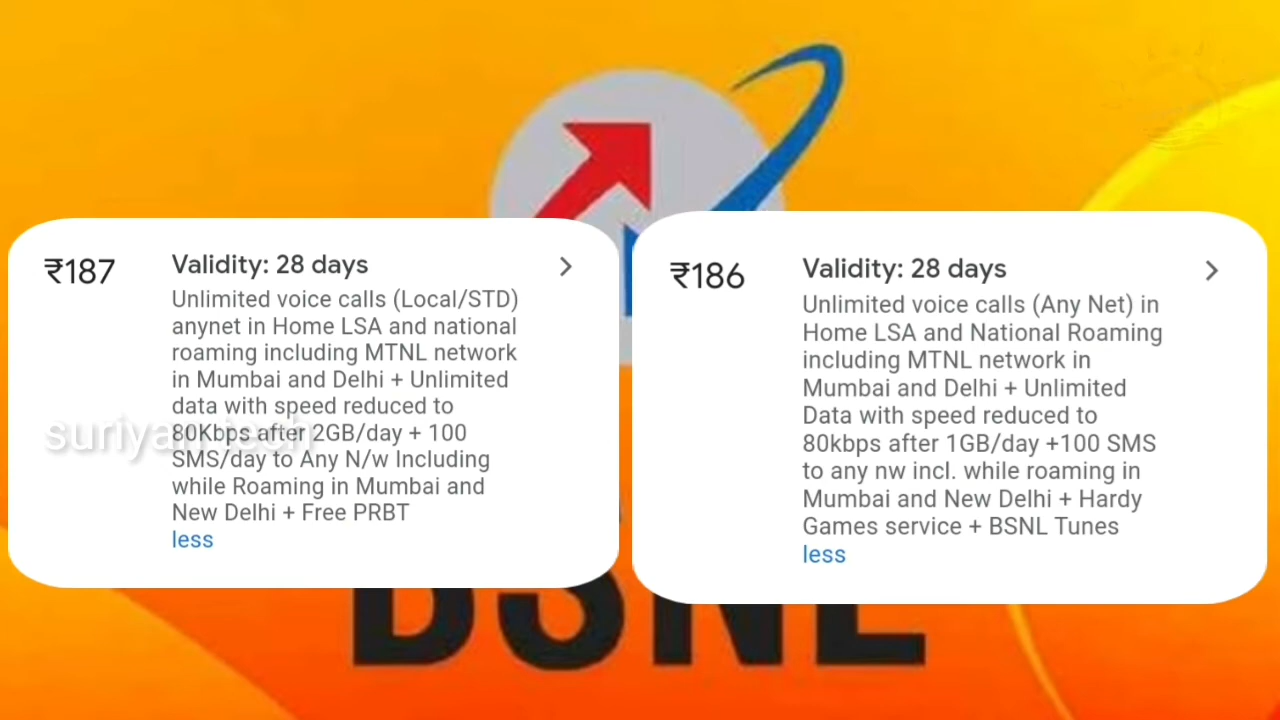 ₹187
Validity: 28 days
Unlimited voice calls (Local/STD)
anynet in Home LSA and national
roaming including MTNL network
in Mumbai and Delhi + Unlimited
data with speed reduced to
80Kbps after 2GB/day + 100
SMS/day to Any N/w Including
while Roaming in Mumbai and
New Delhi + Free PRBT
less
suriyan tech
₹186
Validity: 28 days
Unlimited voice calls (Any Net) in
Home LSA and National Roaming
including MTNL network in
Mumbai and Delhi + Unlimited
Data with speed reduced to
80kbps after 1GB/day +100 SMS
to any nw incl. while roaming in
Mumbai and New Delhi + Hardy
Games service + BSNL Tunes
less
BSNL